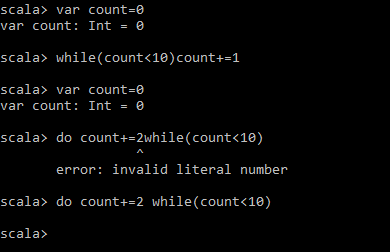 scala> var count=0
var count: Int = 0
scala> while(count<10)count+=1
scala> var count=0
var count: Int = 0
scala> do count+=2while(count<10)
^
error: invalid literal number
scala> do count+=2 while(count<10)
scala>